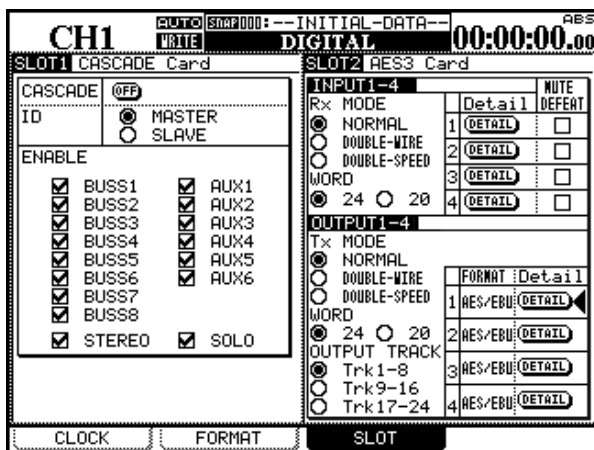 CH1
AUTO SNAP000: --INITIAL-DATA--
WRITE DIGITAL
ABS
00:00:00.00
SLOT1 CASCADE Card
CASCADE OFF
ID MASTER
SLAVE
ENABLE
BUSS1 AUX1
BUSS2 AUX2
BUSS3 AUX3
BUSS4 AUX4
BUSS5 AUX5
BUSS6 AUX6
BUSS7
BUSS8
STEREO SOLO
SLOT2 AES3 Card
INPUT1-4
MUTE
Rx MODE Detail DEFEAT
NORMAL 1 DETAIL
DOUBLE-WIRE 2 DETAIL
DOUBLE-SPEED
WORD 3 DETAIL
24 20 4 DETAIL
OUTPUT1-4
Tx MODE
NORMAL
DOUBLE-WIRE FORMAT Detail
DOUBLE-SPEED 1 AES/EBU DETAIL
WORD
24 20 2 AES/EBU DETAIL
OUTPUT TRACK
Trk1-8 3 AES/EBU DETAIL
Trk9-16
Trk17-24 4 AES/EBU DETAIL
CLOCK FORMAT SLOT